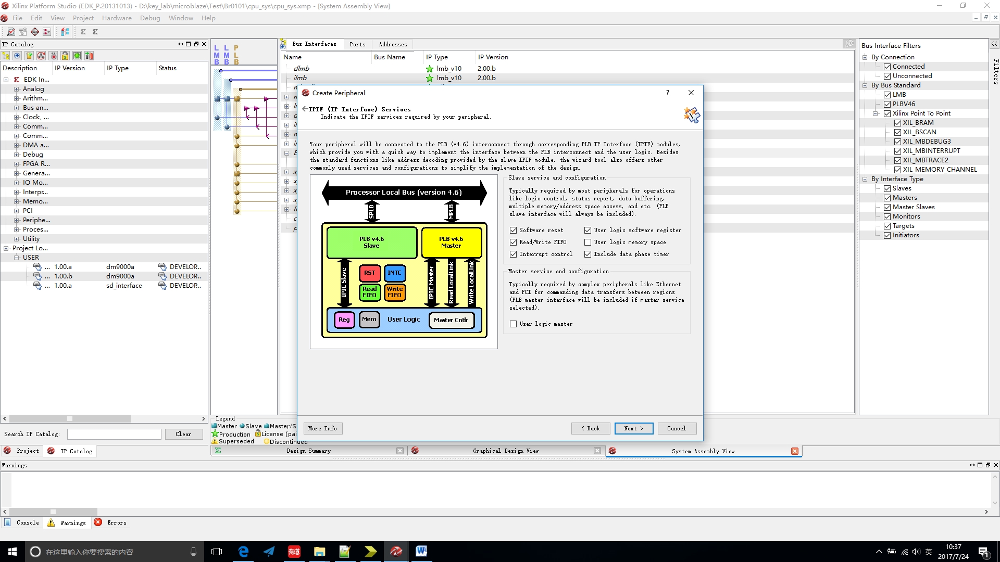 Xilinx Platform Studio (EDK_P.20131013) - D:\key_lab\microblaze\Test\Br0101\cpu_sys\cpu_sys.xmp - [System Assembly View]
File Edit View Project Hardware Debug Window Help
IP Catalog
Description IP Version IP Type Status
EDK In...
Analog
Arithm...
Bus an...
Clock, ...
Comm...
Comm...
DMA a...
Debug
FPGA R...
Genera...
IO Mo...
Interpr...
Memo...
PCI
Periphe...
Proces...
Utility
Project Lo...
USER
... 1.00.a dm9000a DEVELOP...
... 1.00.b dm9000a DEVELOP...
... 1.00.a sd_interface DEVELOP...
Search IP Catalog: Clear
Project IP Catalog
LMB LMB PLB
Bus Interfaces Ports Addresses
Name Bus Name IP Type IP Version
dlmb lmb_v10 2.00.b
ilmb lmb_v10 2.00.b
Create Peripheral ?
IPIF (IP Interface) Services
Indicate the IPIF services required by your peripheral.
Your peripheral will be connected to the PLB (v4.6) interconnect through corresponding PLB IP Interface (IPIF) modules,
which provide you with a quick way to implement the interface between the PLB interconnect and the user logic. Besides
the standard functions like address decoding provided by the slave IPIF module, the wizard tool also offers other
commonly used services and configurations to simplify the implementation of the design.
Processor Local Bus (version 4.6)
SPLB MPLB
PLB v4.6
Slave
PLB v4.6
Master
IPIC Slave
RST INTC
Read
FIFO
Write
FIFO
IPIC Master
Read LocalLink
Write LocalLink
Reg Mem User Logic Master Cntlr
Slave service and configuration
Typically required by most peripherals for operations
like logic control, status report, data buffering,
multiple memory/address space access, and etc. (PLB
slave interface will always be included).
Software reset User logic software register
Read/Write FIFO User logic memory space
Interrupt control Include data phase timer
Master service and configuration
Typically required by complex peripherals like Ethernet
and PCI for commanding data transfers between regions
(PLB master interface will be included if master service
selected).
User logic master
More Info < Back Next > Cancel
Legend
Master Slave Master/S
Production License (pai
Superseded Discontinued
Design Summary Graphical Design View System Assembly View
Bus Interface Filters
By Connection
Connected
Unconnected
By Bus Standard
LMB
PLBV46
Xilinx Point To Point
XIL_BRAM
XIL_BSCAN
XIL_MBDEBUG3
XIL_MBINTERRUPT
XIL_MBTRACE2
XIL_MEMORY_CHANNEL
By Interface Type
Slaves
Masters
Master Slaves
Monitors
Targets
Initiators
Filters
Warnings
Console Warnings Errors
在这里输入你要搜索的内容
有道
英
10:37
2017/7/24
1